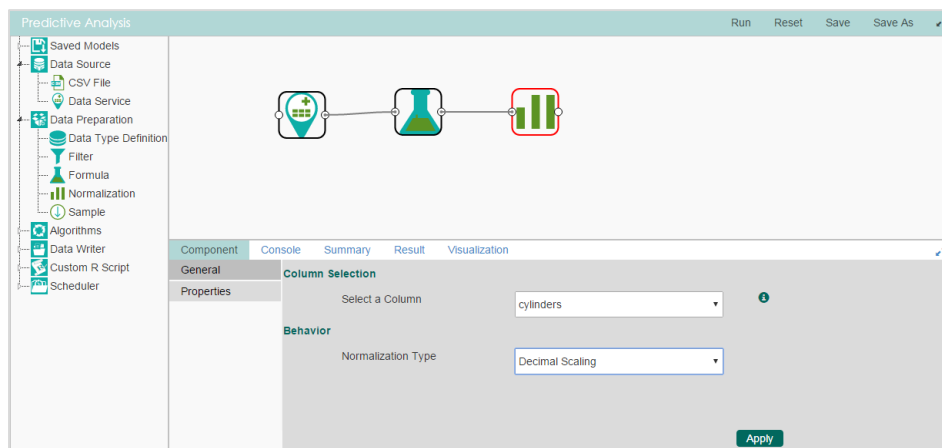 Predictive Analysis
Run Reset Save Save As
Saved Models
Data Source
CSV File
Data Service
Data Preparation
Data Type Definition
Filter
Formula
Normalization
Sample
Algorithms
Data Writer
Custom R Script
Scheduler
Component Console Summary Result Visualization
General
Properties
Column Selection
Select a Column cylinders
Behavior
Normalization Type Decimal Scaling
Apply